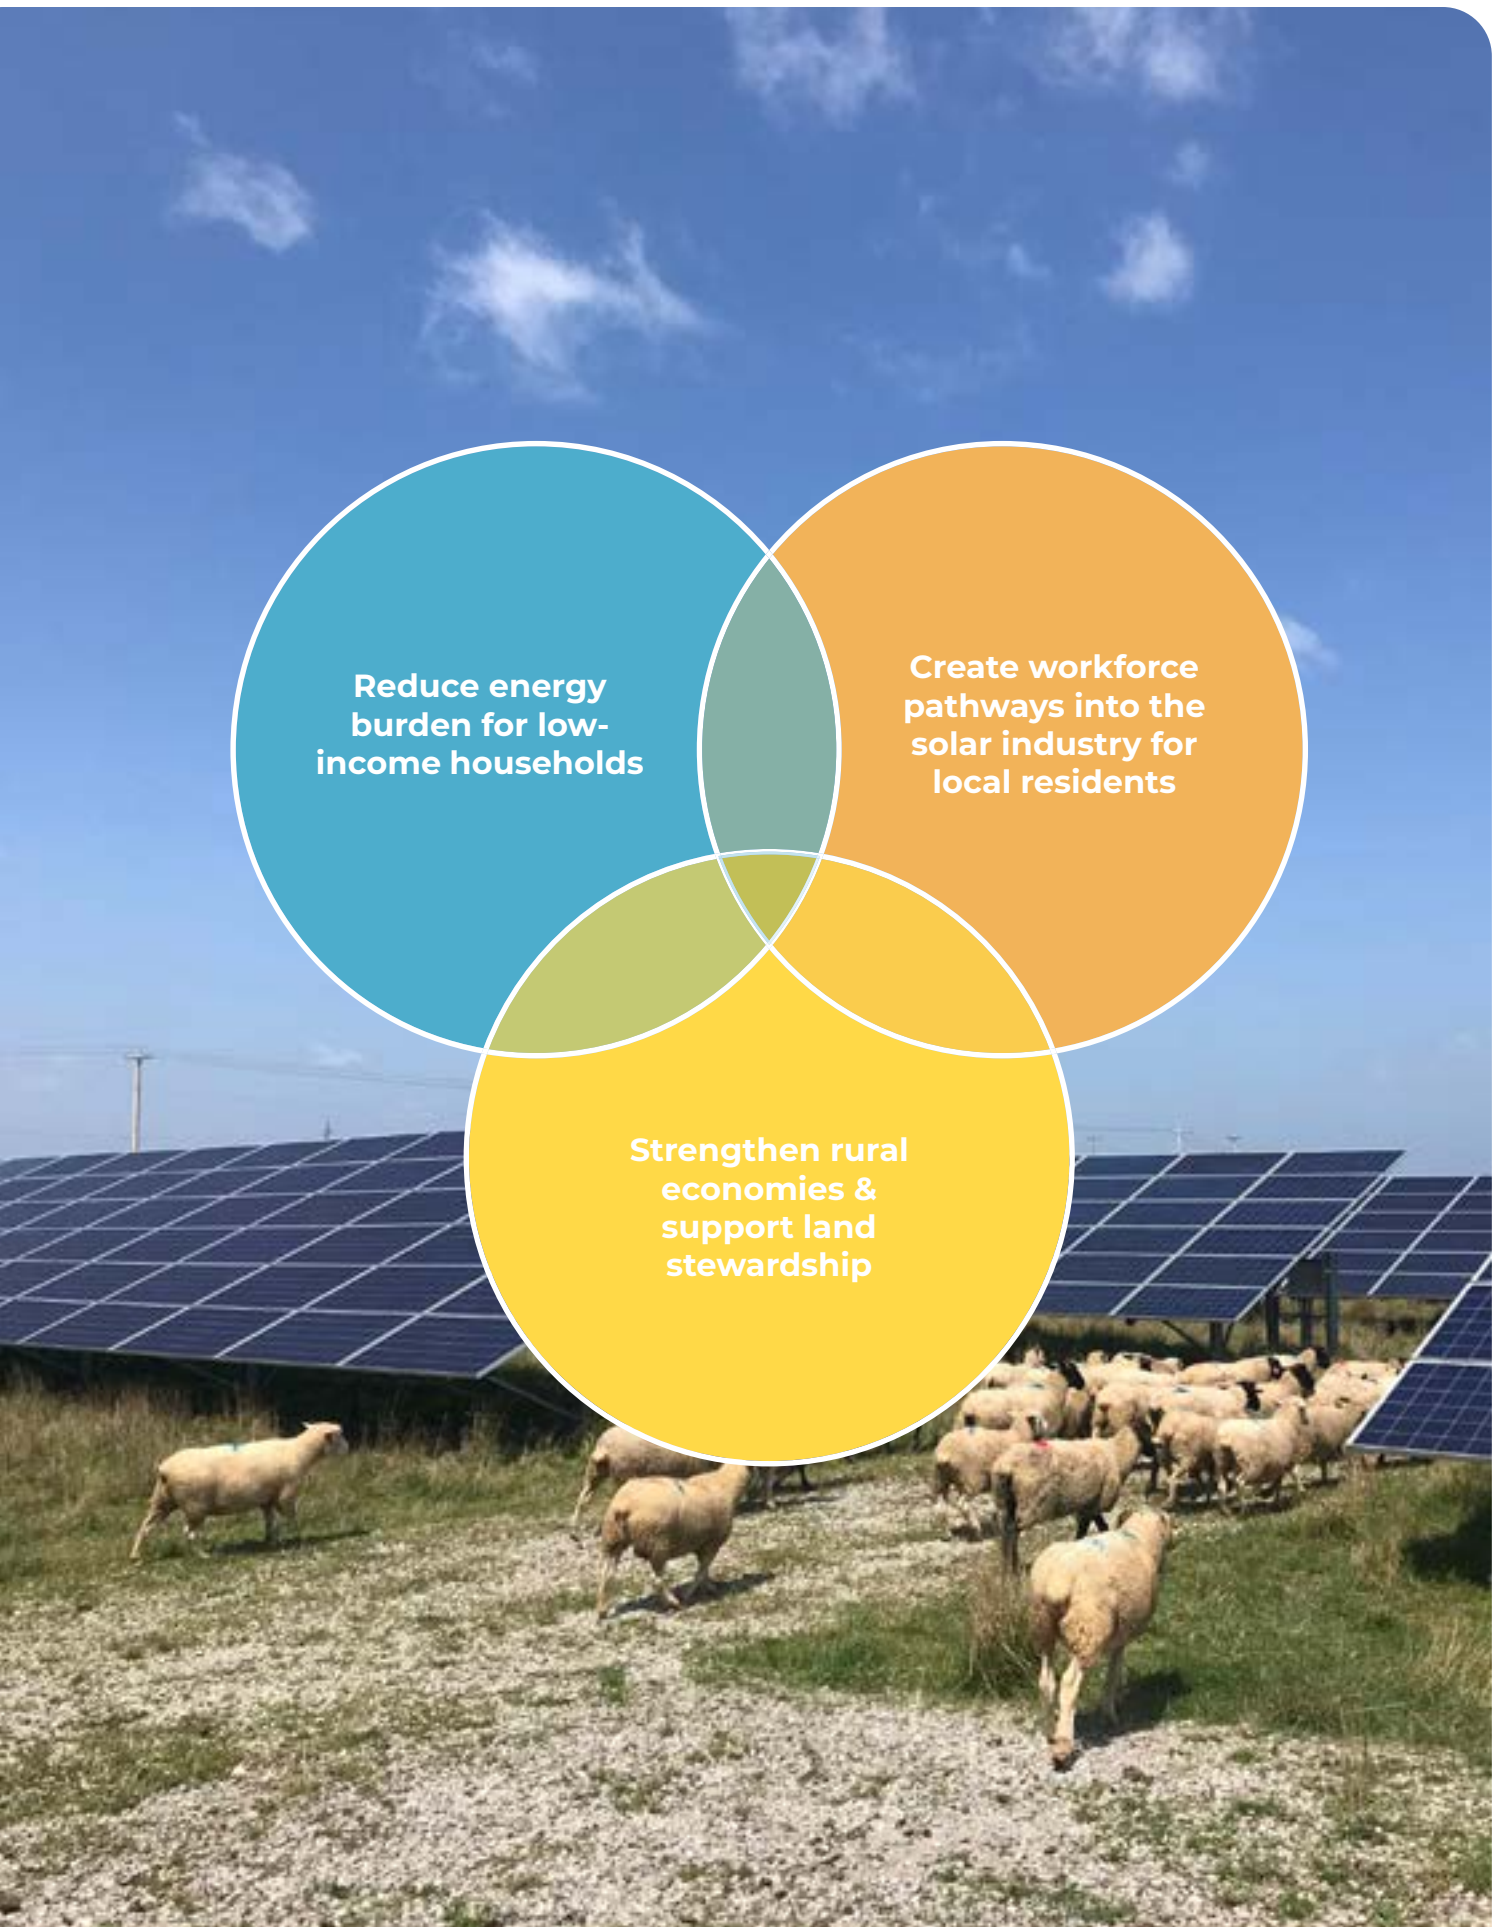 Reduce energy
burden for low-
income households
Create workforce
pathways into the
solar industry for
local residents
Strengthen rural
economies &
support land
stewardship